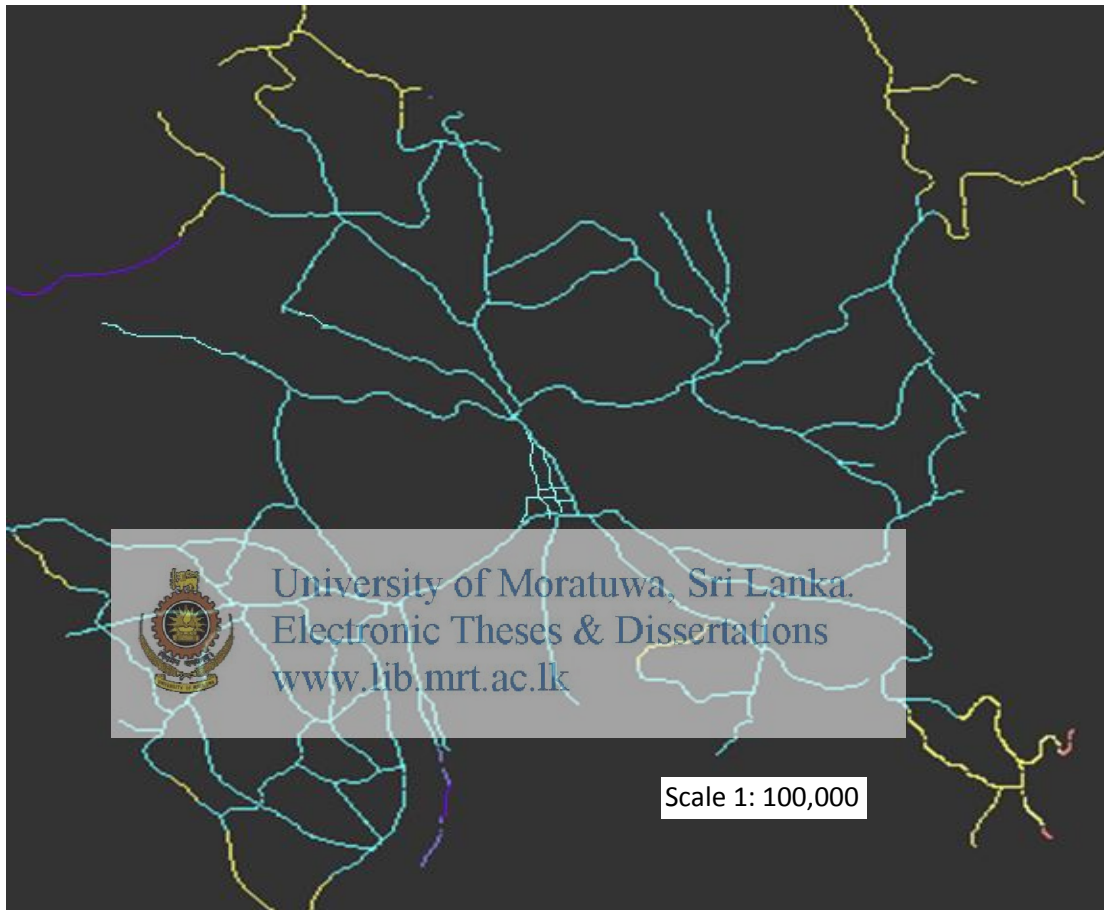 University of Moratuwa, Sri Lanka.
Electronic Theses & Dissertations
www.lib.mrt.ac.lk
Scale 1: 100,000